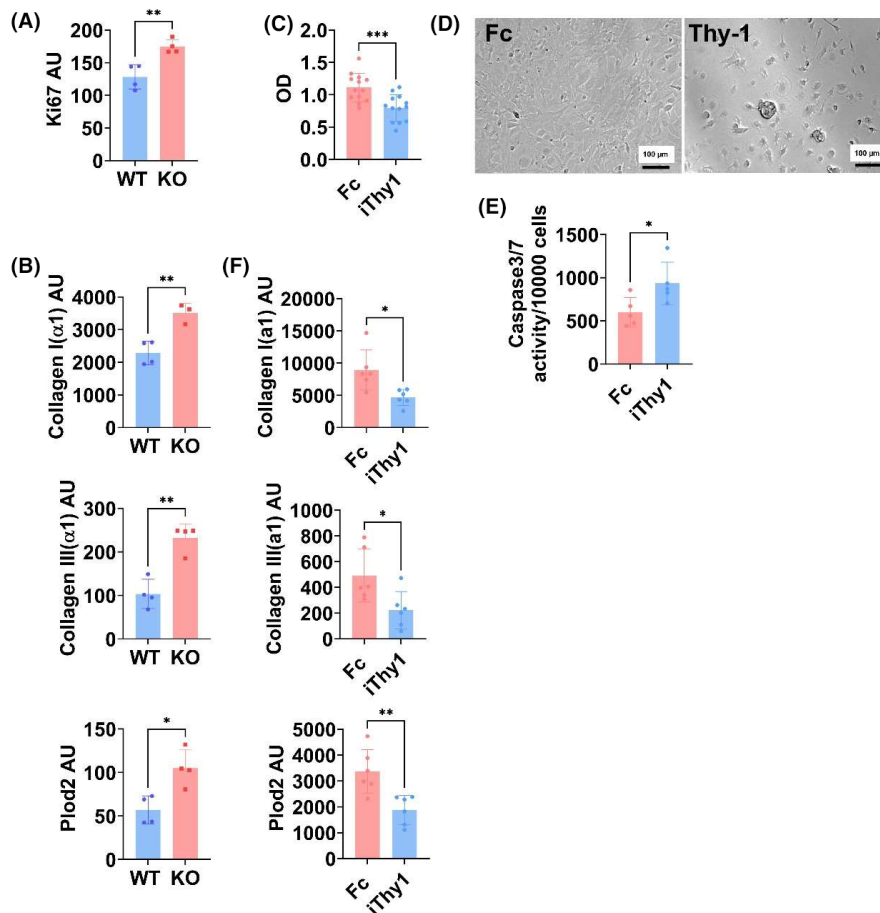 (A)
**
Ki67 AU
200
150
100
50
0
WT KO
(C)
***
OD
2.0
1.5
1.0
0.5
0.0
Fc
iThy1
(D)
Fc
100 µm
Thy-1
100 µm
(E)
*
Caspase3/7
activity/10000 cells
1500
1000
500
0
Fc
iThy1
(B)
**
Collagen I(α1) AU
4000
3000
2000
1000
0
WT KO
**
Collagen III(α1) AU
300
200
100
0
WT KO
*
Plod2 AU
150
100
50
0
WT KO
(F)
*
Collagen I(a1) AU
20000
15000
10000
5000
0
Fc
iThy1
*
Collagen III(a1) AU
1000
800
600
400
200
0
Fc
iThy1
**
Plod2 AU
5000
4000
3000
2000
1000
0
Fc
iThy1